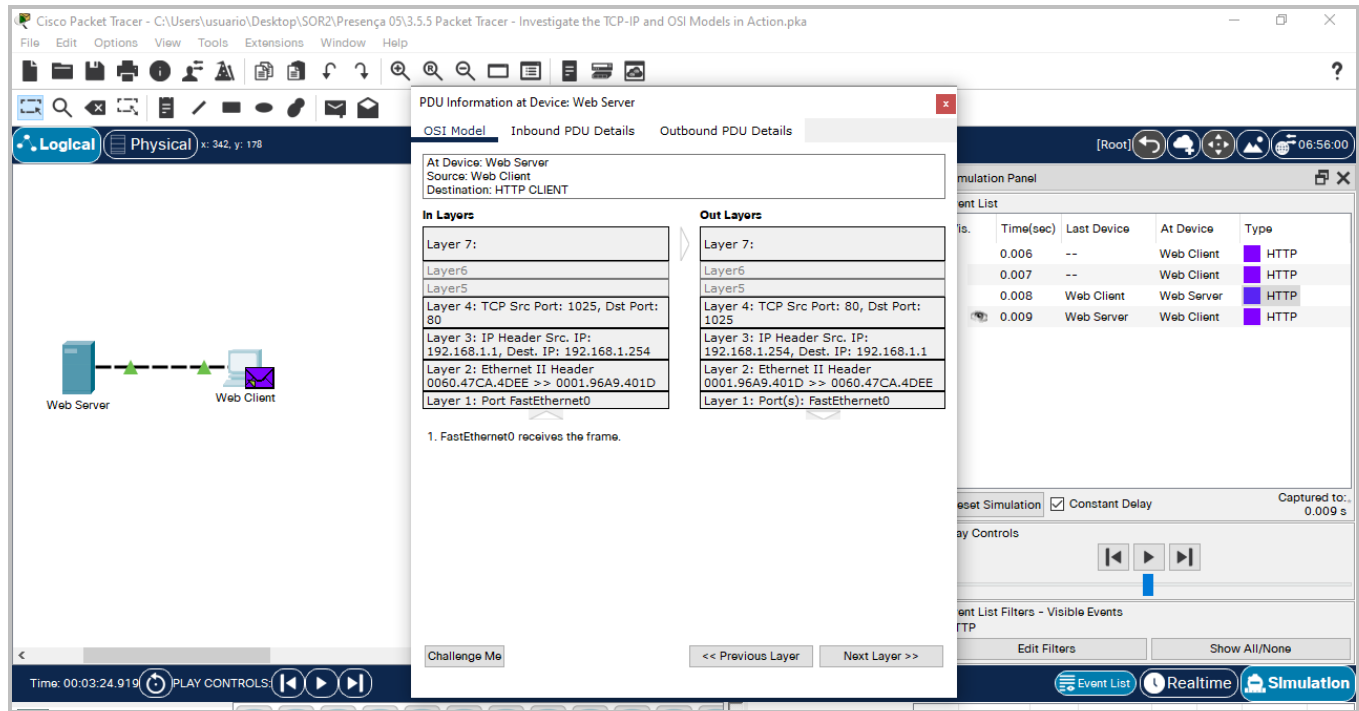 Cisco Packet Tracer - C:\Users\usuario\Desktop\SOR2\Presença 05\3.5.5 Packet Tracer - Investigate the TCP-IP and OSI Models in Action.pka
File Edit Options View Tools Extensions Window Help
?
Logical Physical x: 342, y: 178
[Root] 06:56:00
Web Server
Web Client
PDU Information at Device: Web Server
x
OSI Model Inbound PDU Details Outbound PDU Details
At Device: Web Server
Source: Web Client
Destination: HTTP CLIENT
In Layers Out Layers
Layer 7:
Layer6
Layer5
Layer 4: TCP Src Port: 1025, Dst Port:
80
Layer 3: IP Header Src. IP:
192.168.1.1, Dest. IP: 192.168.1.254
Layer 2: Ethernet II Header
0060.47CA.4DEE >> 0001.96A9.401D
Layer 1: Port FastEthernet0
Layer 7:
Layer6
Layer5
Layer 4: TCP Src Port: 80, Dst Port:
1025
Layer 3: IP Header Src. IP:
192.168.1.254, Dest. IP: 192.168.1.1
Layer 2: Ethernet II Header
0001.96A9.401D >> 0060.47CA.4DEE
Layer 1: Port(s): FastEthernet0
1. FastEthernet0 receives the frame.
Challenge Me << Previous Layer Next Layer >>
mulation Panel
ent List
is. Time(sec) Last Device At Device Type
0.006 -- Web Client HTTP
0.007 -- Web Client HTTP
0.008 Web Client Web Server HTTP
0.009 Web Server Web Client HTTP
eset Simulation Constant Delay Captured to:
0.009 s
ay Controls
ent List Filters - Visible Events
TTP
Edit Filters Show All/None
Time: 00:03:24.919 PLAY CONTROLS: Event List Realtime Simulation